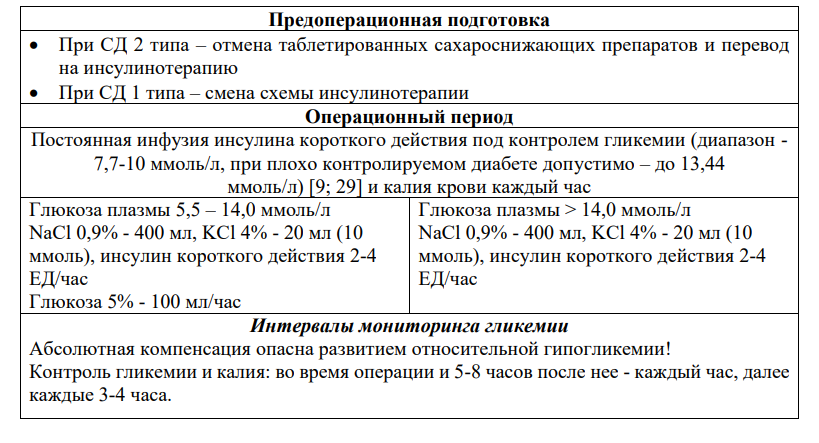 Предоперационная подготовка
• При СД 2 типа – отмена таблетированных сахароснижающих препаратов и перевод
на инсулинотерапию
• При СД 1 типа – смена схемы инсулинотерапии
Операционный период
Постоянная инфузия инсулина короткого действия под контролем гликемии (диапазон -
7,7-10 ммоль/л, при плохо контролируемом диабете допустимо – до 13,44
ммоль/л) [9; 29] и калия крови каждый час
Глюкоза плазмы 5,5 – 14,0 ммоль/л
NaCl 0,9% - 400 мл, KCl 4% - 20 мл (10
ммоль), инсулин короткого действия 2-4
ЕД/час
Глюкоза 5% - 100 мл/час
Глюкоза плазмы > 14,0 ммоль/л
NaCl 0,9% - 400 мл, KCl 4% - 20 мл (10
ммоль), инсулин короткого действия 2-4
ЕД/час
Интервалы мониторинга гликемии
Абсолютная компенсация опасна развитием относительной гипогликемии!
Контроль гликемии и калия: во время операции и 5-8 часов после нее - каждый час, далее
каждые 3-4 часа.